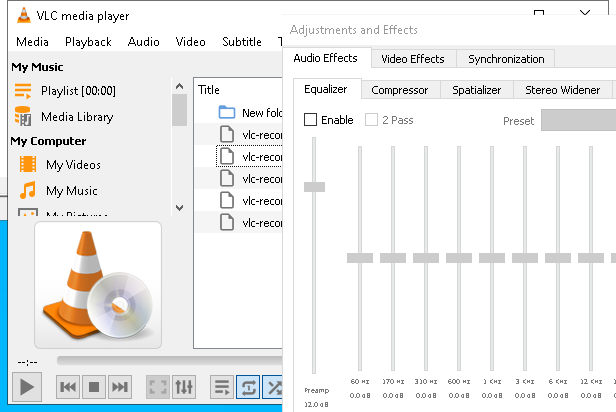 VLC media player
Media Playback Audio Video Subtitle T
My Music
Playlist [00:00]
Media Library
My Computer
My Videos
My Music
My Pictures
Title
New fold
vlc-recor
vlc-recor
vlc-recor
vlc-recor
vlc-recor
--:--
Adjustments and Effects
Audio Effects Video Effects Synchronization
Equalizer Compressor Spatializer Stereo Widener
Enable 2 Pass Preset
60 Hz 170 Hz 310 Hz 600 Hz 1 KHz 3 KHz 6 KHz 12 KHz
Preamp 0.0 dB 0.0 dB 0.0 dB 0.0 dB 0.0 dB 0.0 dB 0.0 dB 0.0 dB
12.0 dB